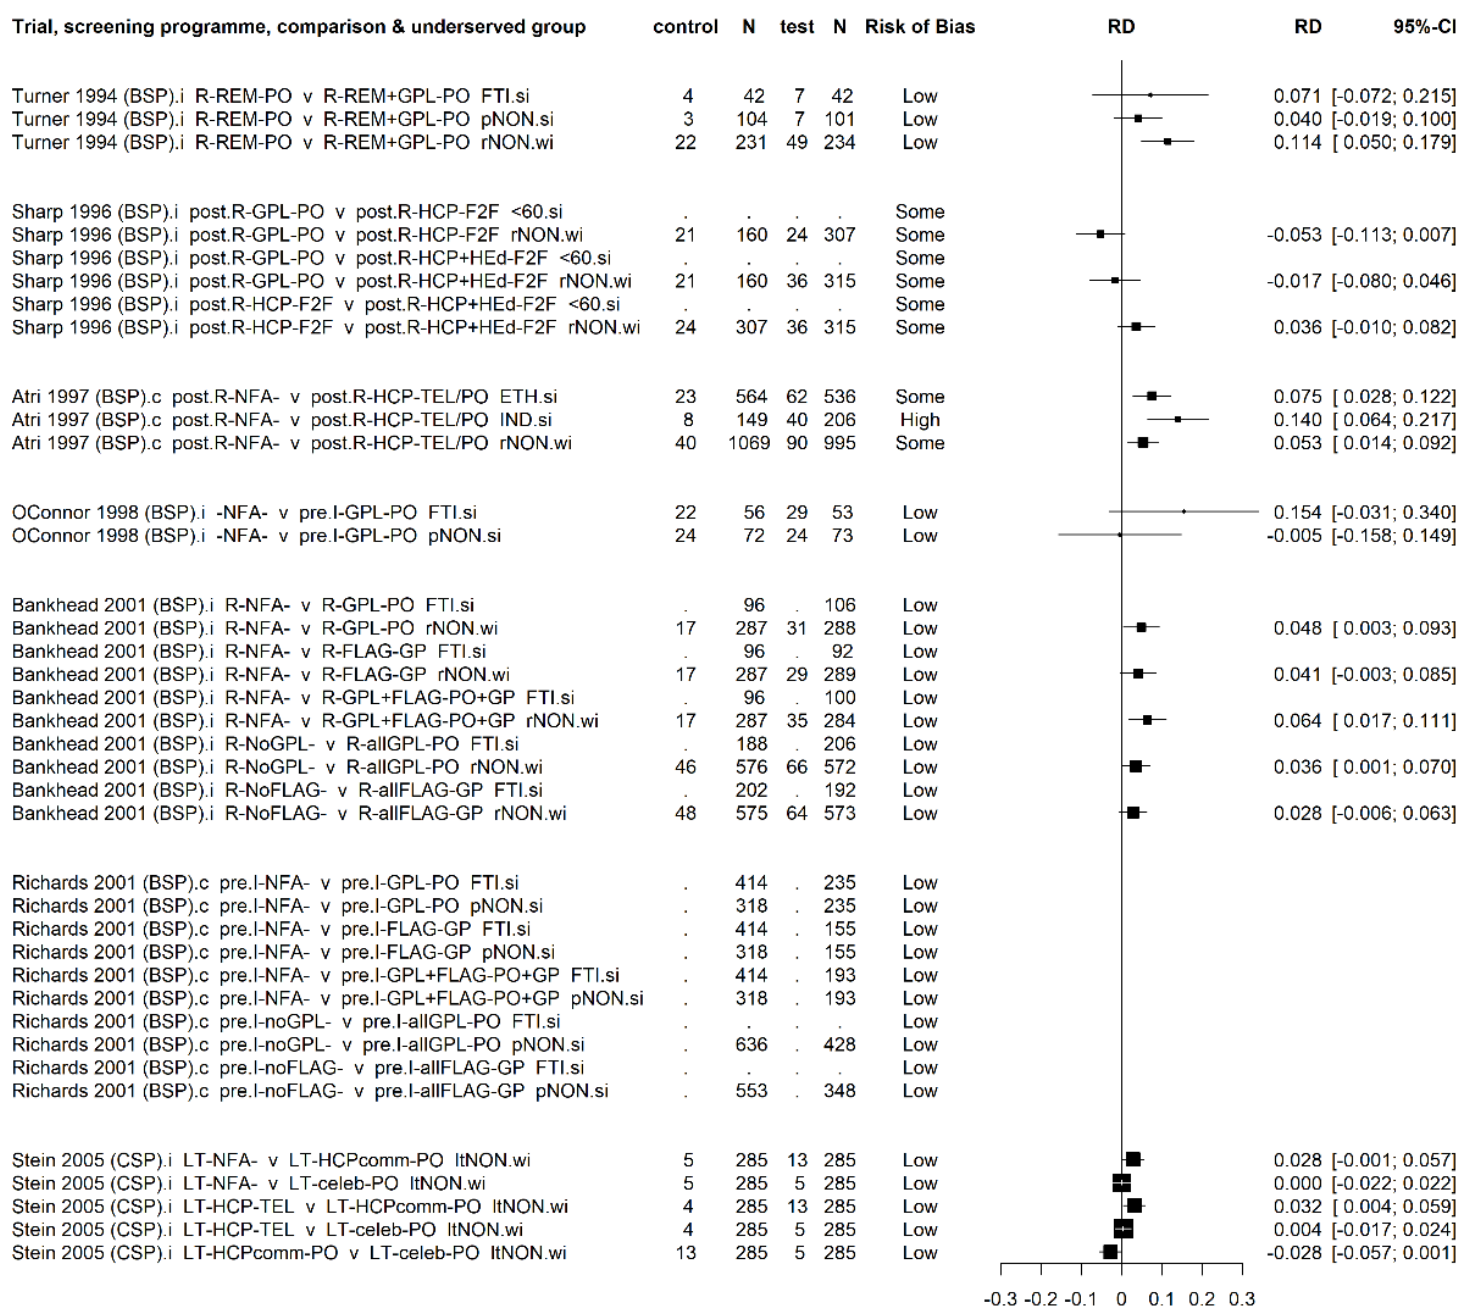 Trial, screening programme, comparison & underserved group control N test N Risk of Bias RD RD 95%-CI
Turner 1994 (BSP).i R-REM-PO v R-REM+GPL-PO FTI.si 4 42 7 42 Low 0.071 [-0.072; 0.215]
Turner 1994 (BSP).i R-REM-PO v R-REM+GPL-PO pNON.si 3 104 7 101 Low 0.040 [-0.019; 0.100]
Turner 1994 (BSP).i R-REM-PO v R-REM+GPL-PO rNON.wi 22 231 49 234 Low 0.114 [ 0.050; 0.179]
Sharp 1996 (BSP).i post.R-GPL-PO v post.R-HCP-F2F <60.si . . . . Some
Sharp 1996 (BSP).i post.R-GPL-PO v post.R-HCP-F2F rNON.wi 21 160 24 307 Some -0.053 [-0.113; 0.007]
Sharp 1996 (BSP).i post.R-GPL-PO v post.R-HCP+HEd-F2F <60.si . . . . Some
Sharp 1996 (BSP).i post.R-GPL-PO v post.R-HCP+HEd-F2F rNON.wi 21 160 36 315 Some -0.017 [-0.080; 0.046]
Sharp 1996 (BSP).i post.R-HCP-F2F v post.R-HCP+HEd-F2F <60.si . . . . Some
Sharp 1996 (BSP).i post.R-HCP-F2F v post.R-HCP+HEd-F2F rNON.wi 24 307 36 315 Some 0.036 [-0.010; 0.082]
Atri 1997 (BSP).c post.R-NFA- v post.R-HCP-TEL/PO ETH.si 23 564 62 536 Some 0.075 [ 0.028; 0.122]
Atri 1997 (BSP).c post.R-NFA- v post.R-HCP-TEL/PO IND.si 8 149 40 206 High 0.140 [ 0.064; 0.217]
Atri 1997 (BSP).c post.R-NFA- v post.R-HCP-TEL/PO rNON.wi 40 1069 90 995 Some 0.053 [ 0.014; 0.092]
OConnor 1998 (BSP).i -NFA- v pre.I-GPL-PO FTI.si 22 56 29 53 Low 0.154 [-0.031; 0.340]
OConnor 1998 (BSP).i -NFA- v pre.I-GPL-PO pNON.si 24 72 24 73 Low -0.005 [-0.158; 0.149]
Bankhead 2001 (BSP).i R-NFA- v R-GPL-PO FTI.si . 96 . 106 Low
Bankhead 2001 (BSP).i R-NFA- v R-GPL-PO rNON.wi 17 287 31 288 Low 0.048 [ 0.003; 0.093]
Bankhead 2001 (BSP).i R-NFA- v R-FLAG-GP FTI.si . 96 . 92 Low
Bankhead 2001 (BSP).i R-NFA- v R-FLAG-GP rNON.wi 17 287 29 289 Low 0.041 [-0.003; 0.085]
Bankhead 2001 (BSP).i R-NFA- v R-GPL+FLAG-PO+GP FTI.si . 96 . 100 Low
Bankhead 2001 (BSP).i R-NFA- v R-GPL+FLAG-PO+GP rNON.wi 17 287 35 284 Low 0.064 [ 0.017; 0.111]
Bankhead 2001 (BSP).i R-NoGPL- v R-allGPL-PO FTI.si . 188 . 206 Low
Bankhead 2001 (BSP).i R-NoGPL- v R-allGPL-PO rNON.wi 46 576 66 572 Low 0.036 [ 0.001; 0.070]
Bankhead 2001 (BSP).i R-NoFLAG- v R-allFLAG-GP FTI.si . 202 . 192 Low
Bankhead 2001 (BSP).i R-NoFLAG- v R-allFLAG-GP rNON.wi 48 575 64 573 Low 0.028 [-0.006; 0.063]
Richards 2001 (BSP).c pre.I-NFA- v pre.I-GPL-PO FTI.si . 414 . 235 Low
Richards 2001 (BSP).c pre.I-NFA- v pre.I-GPL-PO pNON.si . 318 . 235 Low
Richards 2001 (BSP).c pre.I-NFA- v pre.I-FLAG-GP FTI.si . 414 . 155 Low
Richards 2001 (BSP).c pre.I-NFA- v pre.I-FLAG-GP pNON.si . 318 . 155 Low
Richards 2001 (BSP).c pre.I-NFA- v pre.I-GPL+FLAG-PO+GP FTI.si . 414 . 193 Low
Richards 2001 (BSP).c pre.I-NFA- v pre.I-GPL+FLAG-PO+GP pNON.si . 318 . 193 Low
Richards 2001 (BSP).c pre.I-noGPL- v pre.I-allGPL-PO FTI.si . . . . Low
Richards 2001 (BSP).c pre.I-noGPL- v pre.I-allGPL-PO pNON.si . 636 . 428 Low
Richards 2001 (BSP).c pre.I-noFLAG- v pre.I-allFLAG-GP FTI.si . . . . Low
Richards 2001 (BSP).c pre.I-noFLAG- v pre.I-allFLAG-GP pNON.si . 553 . 348 Low
Stein 2005 (CSP).i LT-NFA- v LT-HCPcomm-PO ltNON.wi 5 285 13 285 Low 0.028 [-0.001; 0.057]
Stein 2005 (CSP).i LT-NFA- v LT-celeb-PO ltNON.wi 5 285 5 285 Low 0.000 [-0.022; 0.022]
Stein 2005 (CSP).i LT-HCP-TEL v LT-HCPcomm-PO ltNON.wi 4 285 13 285 Low 0.032 [ 0.004; 0.059]
Stein 2005 (CSP).i LT-HCP-TEL v LT-celeb-PO ltNON.wi 4 285 5 285 Low 0.004 [-0.017; 0.024]
Stein 2005 (CSP).i LT-HCPcomm-PO v LT-celeb-PO ltNON.wi 13 285 5 285 Low -0.028 [-0.057; 0.001]
-0.3 -0.2 -0.1 0 0.1 0.2 0.3